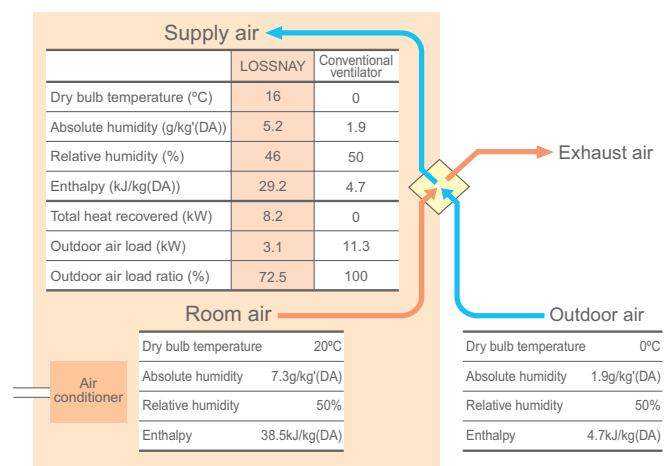 Supply air
LOSSNAY Conventional ventilator
Dry bulb temperature (ºC) 16 0
Absolute humidity (g/kg'(DA)) 5.2 1.9
Relative humidity (%) 46 50
Enthalpy (kJ/kg(DA)) 29.2 4.7
Total heat recovered (kW) 8.2 0
Outdoor air load (kW) 3.1 11.3
Outdoor air load ratio (%) 72.5 100
Exhaust air
Room air
Dry bulb temperature 20ºC
Absolute humidity 7.3g/kg'(DA)
Relative humidity 50%
Enthalpy 38.5kJ/kg(DA)
Air
conditioner
Outdoor air
Dry bulb temperature 0ºC
Absolute humidity 1.9g/kg'(DA)
Relative humidity 50%
Enthalpy 4.7kJ/kg(DA)